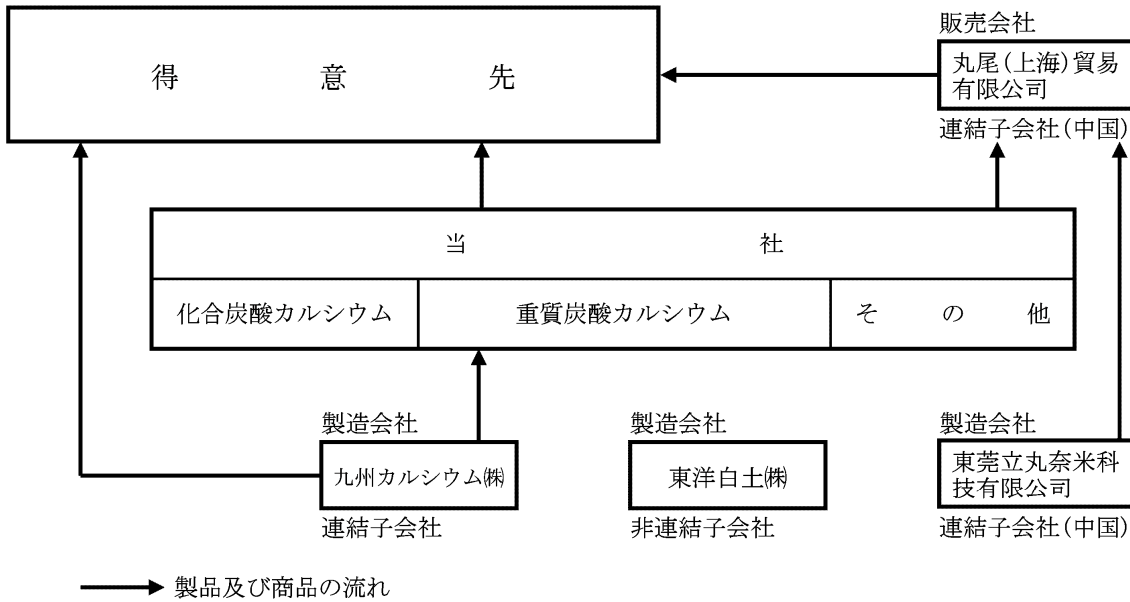 販売会社
得意先
丸尾(上海)貿易
有限公司
連結子会社(中国)
当社
化合炭酸カルシウム
重質炭酸カルシウム
その他
製造会社
九州カルシウム㈱
連結子会社
製造会社
東洋白土㈱
非連結子会社
製造会社
東莞立丸奈米科
技有限公司
連結子会社(中国)
製品及び商品の流れ